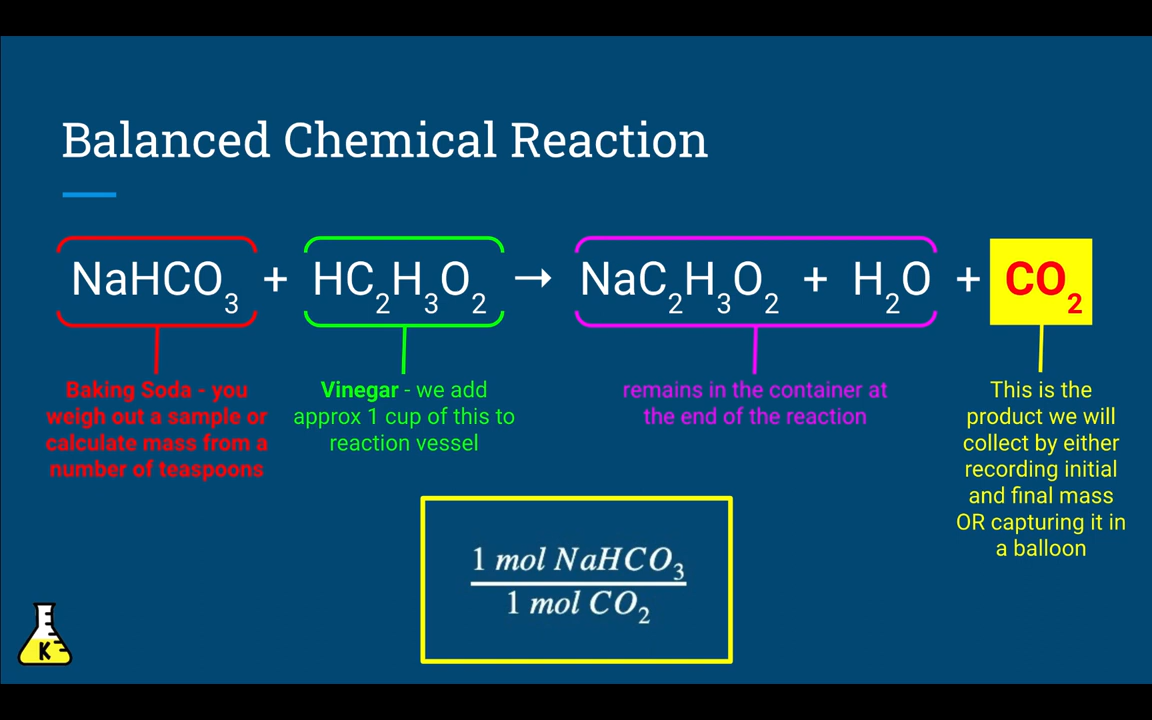 Balanced Chemical Reaction
NaHCO₃ + HC₂H₃O₂ → NaC₂H₃O₂ + H₂O + CO₂
Baking Soda - you
weigh out a sample or
calculate mass from a
number of teaspoons
Vinegar - we add
approx 1 cup of this to
reaction vessel
remains in the container at
the end of the reaction
This is the
product we will
collect by either
recording initial
and final mass
OR capturing it in
a balloon
1 mol NaHCO₃
1 mol CO₂
K